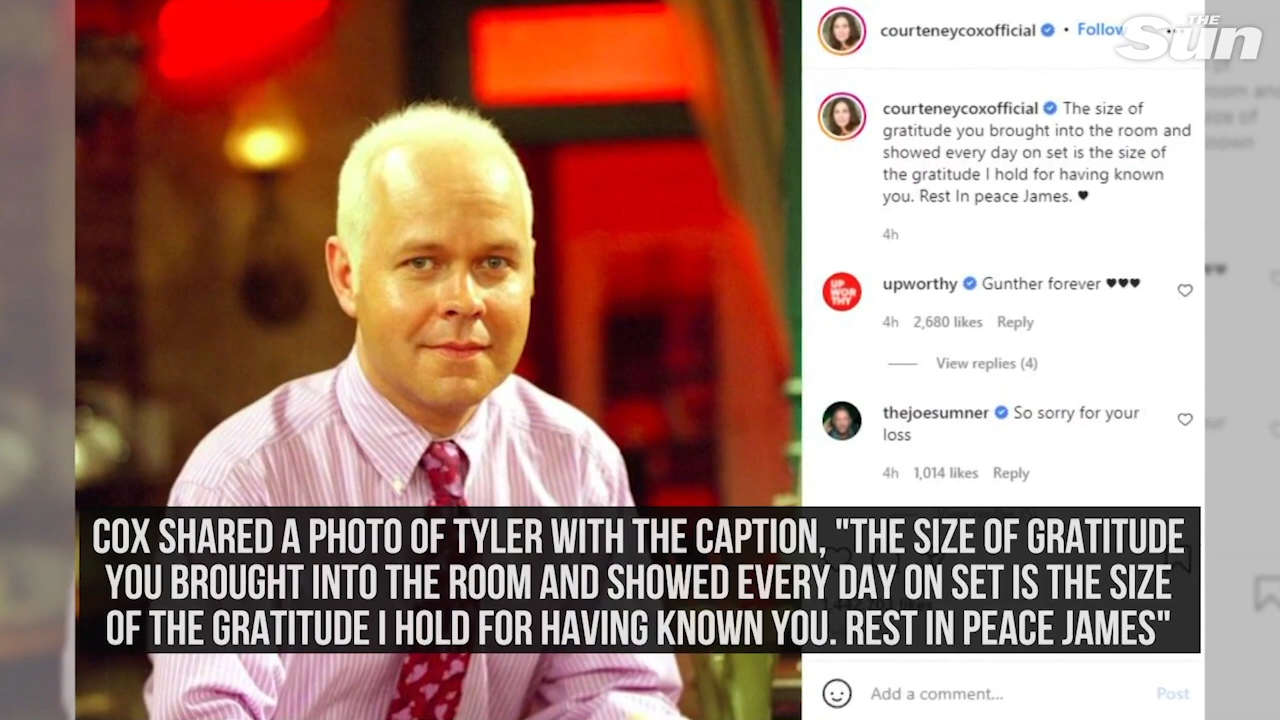 THE
Sun
courteneycoxofficial • Follow
courteneycoxofficial The size of
gratitude you brought into the room and
showed every day on set is the size of
the gratitude I hold for having known
you. Rest In peace James. 🖤
4h
UP
WOR
THY
upworthy Gunther forever 🖤🖤🖤
4h 2,680 likes Reply
View replies (4)
thejoesumner So sorry for your
loss
4h 1,014 likes Reply
COX SHARED A PHOTO OF TYLER WITH THE CAPTION, "THE SIZE OF GRATITUDE
YOU BROUGHT INTO THE ROOM AND SHOWED EVERY DAY ON SET IS THE SIZE
OF THE GRATITUDE I HOLD FOR HAVING KNOWN YOU. REST IN PEACE JAMES"
Add a comment... Post